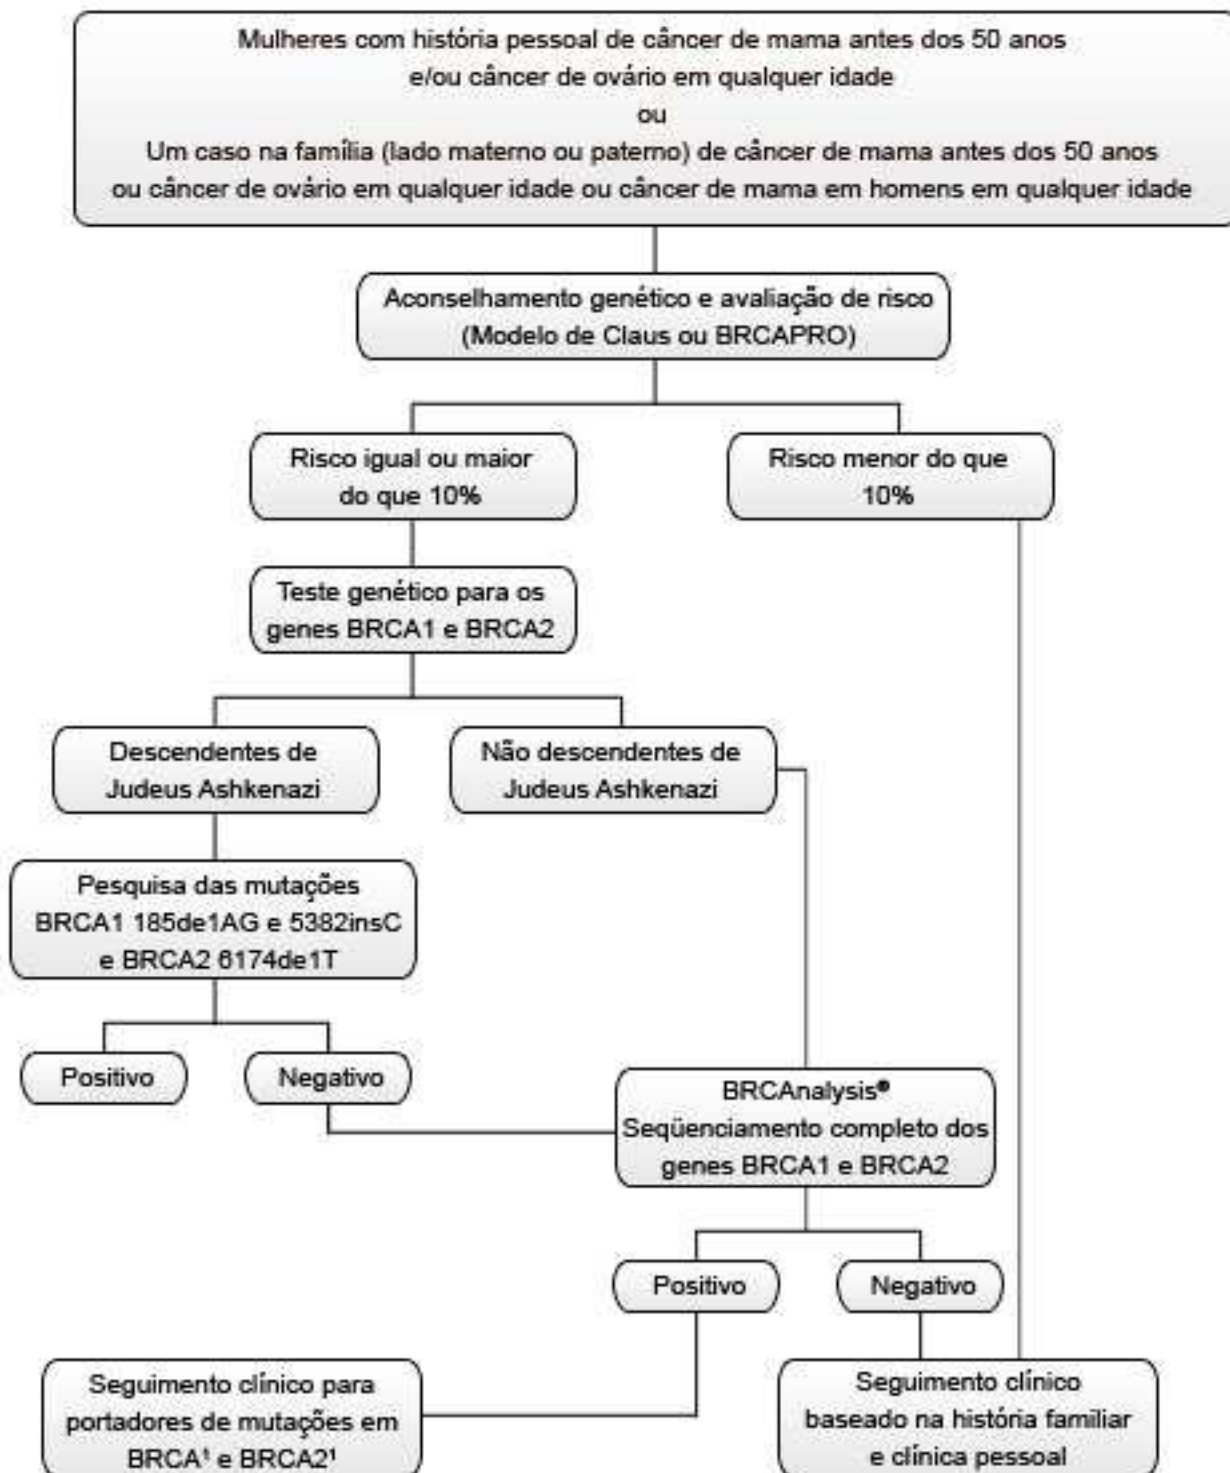 Mulheres com história pessoal de câncer de mama antes dos 50 anos
e/ou câncer de ovário em qualquer idade
ou
Um caso na família (lado materno ou paterno) de câncer de mama antes dos 50 anos
ou câncer de ovário em qualquer idade ou câncer de mama em homens em qualquer idade
Aconselhamento genético e avaliação de risco
(Modelo de Claus ou BRCAPRO)
Risco igual ou maior
do que 10%
Risco menor do que
10%
Teste genético para os
genes BRCA1 e BRCA2
Descendentes de
Judeus Ashkenazi
Não descendentes de
Judeus Ashkenazi
Pesquisa das mutações
BRCA1 185de1AG e 5382insC
e BRCA2 6174de1T
Positivo
Negativo
BRCAnalysis®
Seqüenciamento completo dos
genes BRCA1 e BRCA2
Positivo
Negativo
Seguimento clínico para
portadores de mutações em
BRCA¹ e BRCA2¹
Seguimento clínico
baseado na história familiar
e clínica pessoal